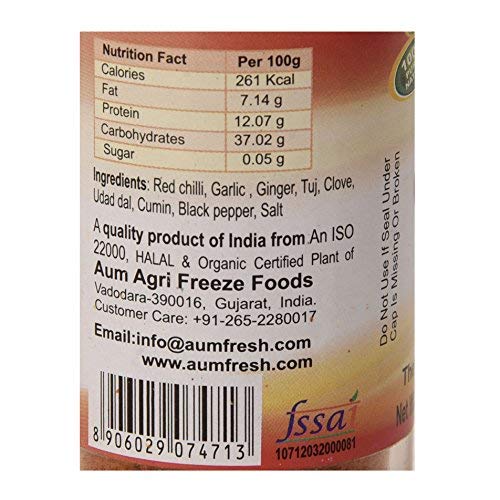 Nutrition Fact Per 100g
Calories 261 Kcal
Fat 7.14 g
Protein 12.07 g
Carbohydrates 37.02 g
Sugar 0.05 g
Ingredients: Red chilli, Garlic , Ginger, Tuj, Clove,
Udad dal, Cumin, Black pepper, Salt
A quality product of India from An ISO
22000, HALAL & Organic Certified Plant of
Aum Agri Freeze Foods
Vadodara-390016, Gujarat, India.
Customer Care: +91-265-2280017
Email:info@aumfresh.com
www.aumfresh.com
8 906029 074713
fssai
10712032000081
Do Not Use If Seal Under
Cap Is Missing Or Broken
Net